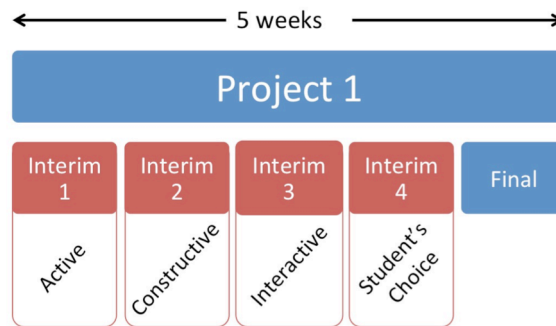 5 weeks
Project 1
Interim
1
Interim
2
Interim
3
Interim
4
Final
Active
Constructive
Interactive
Student's
Choice